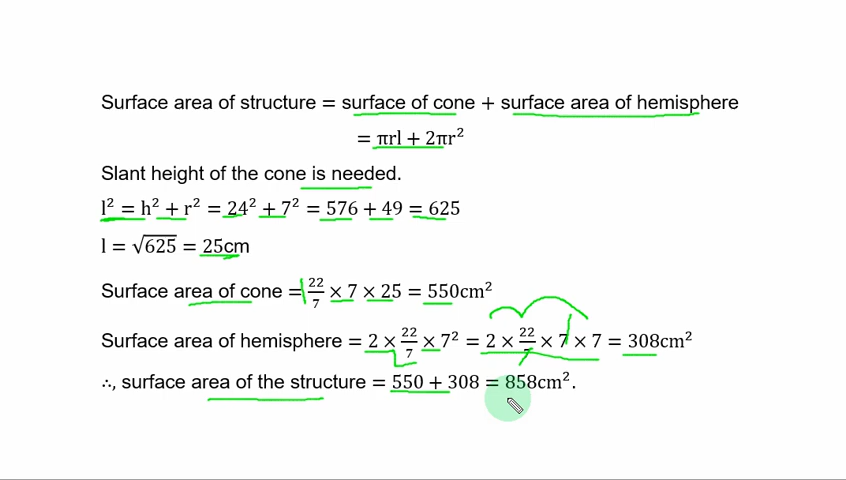 Surface area of structure = surface of cone + surface area of hemisphere
= πrl + 2πr²
Slant height of the cone is needed.
l² = h² + r² = 24² + 7² = 576 + 49 = 625
l = √625 = 25cm
Surface area of cone = 22/7 × 7 × 25 = 550cm²
Surface area of hemisphere = 2 × 22/7 × 7² = 2 × 22/7 × 7 × 7 = 308cm²
∴, surface area of the structure = 550 + 308 = 858cm².